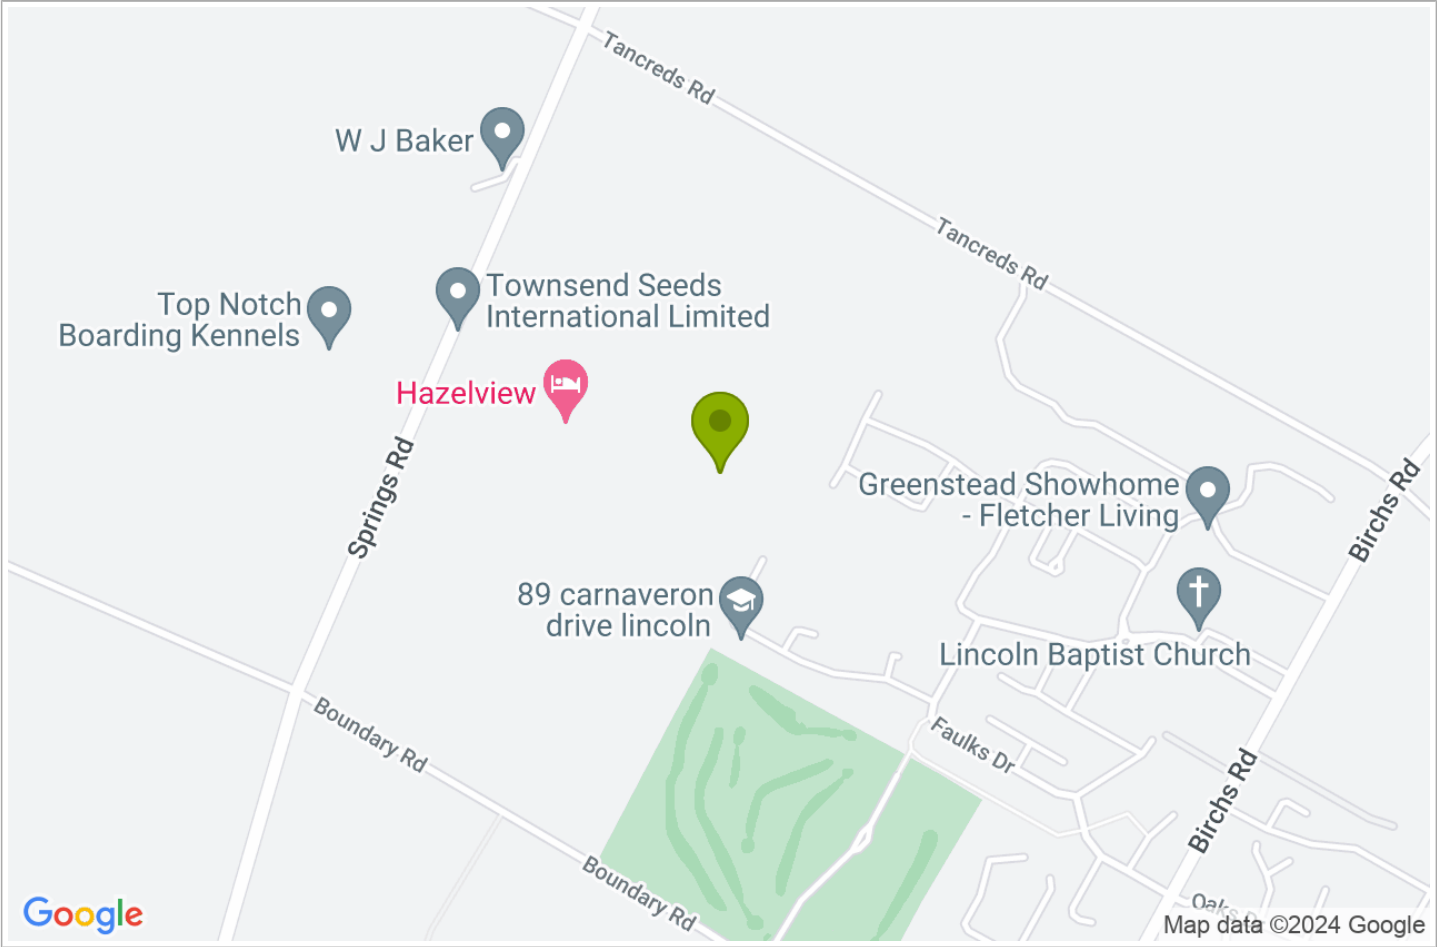 Tancreds Rd
W J Baker
Tancreds Rd
Townsend Seeds
International Limited
Top Notch
Boarding Kennels
Hazelview
Springs Rd
Greenstead Showhome
- Fletcher Living
Birchs Rd
89 carnaveron
drive lincoln
Lincoln Baptist Church
Boundary Rd
Faulks Dr
Birchs Rd
Boundary Rd
Oaks
Google
Map data ©2024 Google